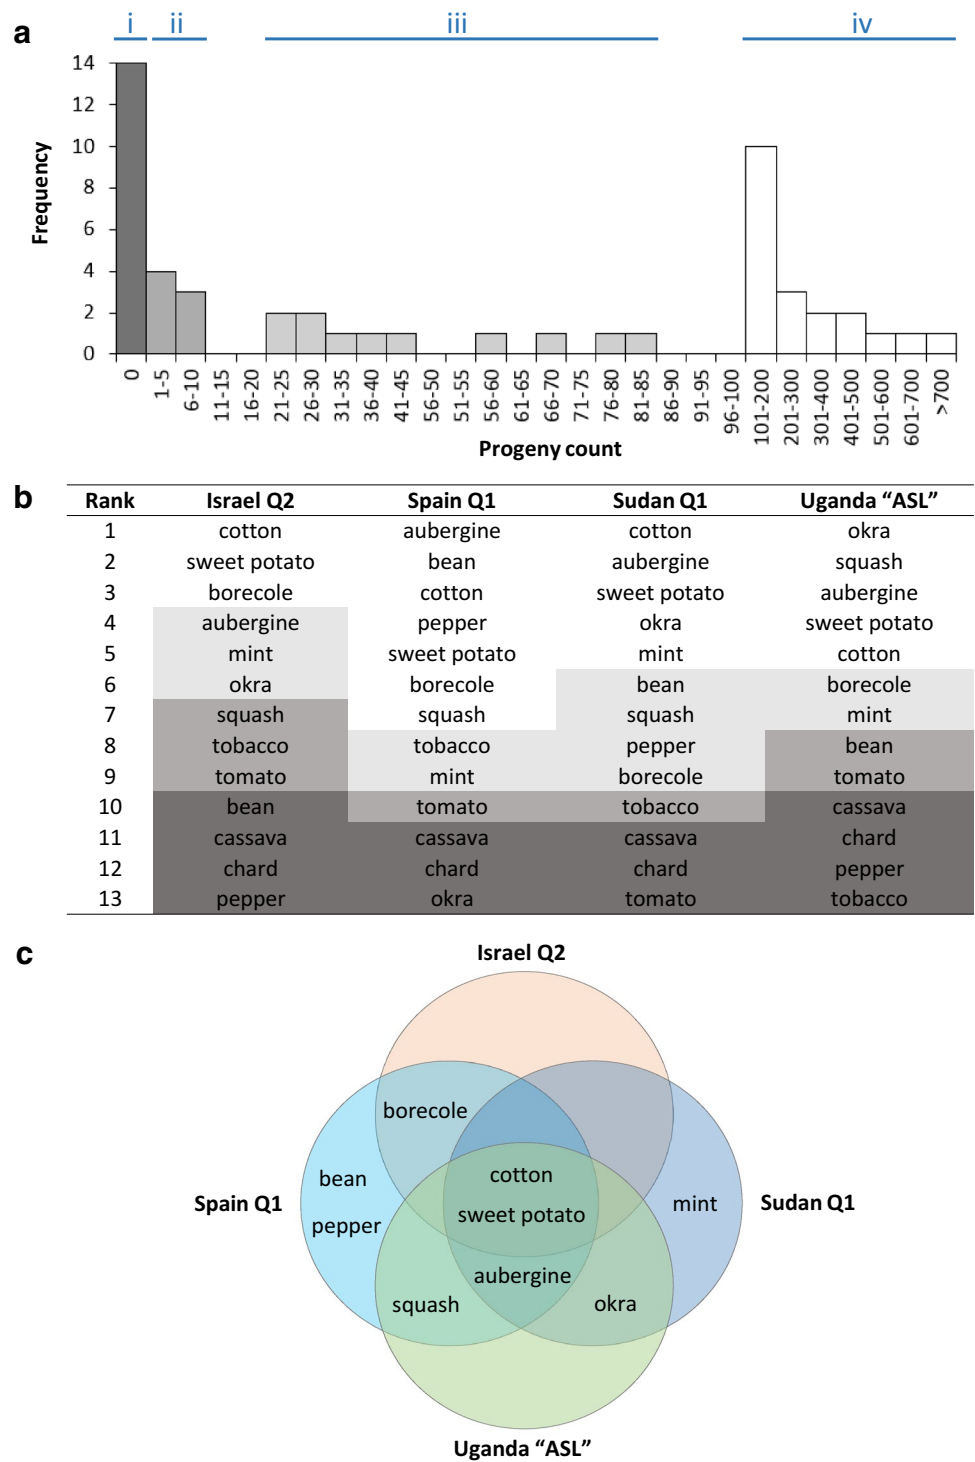 a
i ii iii iv
14
12
10
8
6
4
2
0
Frequency
0 1-5 6-10 11-15 16-20 21-25 26-30 31-35 36-40 41-45 56-50 51-55 56-60 61-65 66-70 71-75 76-80 81-85 86-90 91-95 96-100 101-200 201-300 301-400 401-500 501-600 601-700 >700
Progeny count
b
Rank Israel Q2 Spain Q1 Sudan Q1 Uganda “ASL”
1 cotton aubergine cotton okra
2 sweet potato bean aubergine squash
3 borecole cotton sweet potato aubergine
4 aubergine pepper okra sweet potato
5 mint sweet potato mint cotton
6 okra borecole bean borecole
7 squash squash squash mint
8 tobacco tobacco pepper bean
9 tomato mint borecole tomato
10 bean tomato tobacco cassava
11 cassava cassava cassava chard
12 chard chard chard pepper
13 pepper okra tomato tobacco
c
Israel Q2
borecole
bean
cotton
Spain Q1
mint
Sudan Q1
sweet potato
pepper
aubergine
squash
okra
Uganda “ASL”